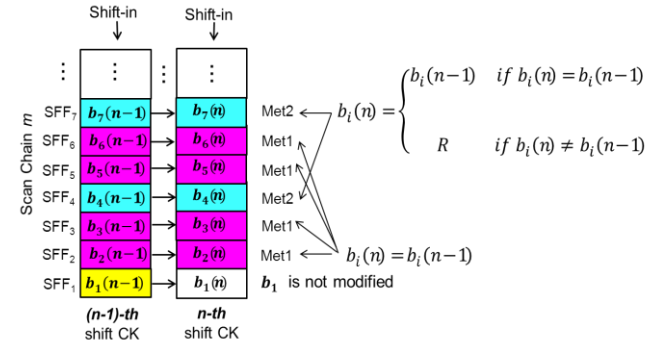 Shift-in Shift-in
⋮ ⋮ ⋮ ⋮
SFF₇ b₇(n−1) b₇(n) Met2
SFF₆ b₆(n−1) b₆(n) Met1
SFF₅ b₅(n−1) b₅(n) Met1
SFF₄ b₄(n−1) b₄(n) Met2
SFF₃ b₃(n−1) b₃(n) Met1
SFF₂ b₂(n−1) b₂(n) Met1
SFF₁ b₁(n−1) b₁(n) b₁ is not modified
Scan Chain m
(n-1)-th n-th
shift CK shift CK
bᵢ(n) = { bᵢ(n−1) if bᵢ(n) = bᵢ(n−1)
R if bᵢ(n) ≠ bᵢ(n−1)
bᵢ(n) = bᵢ(n−1)